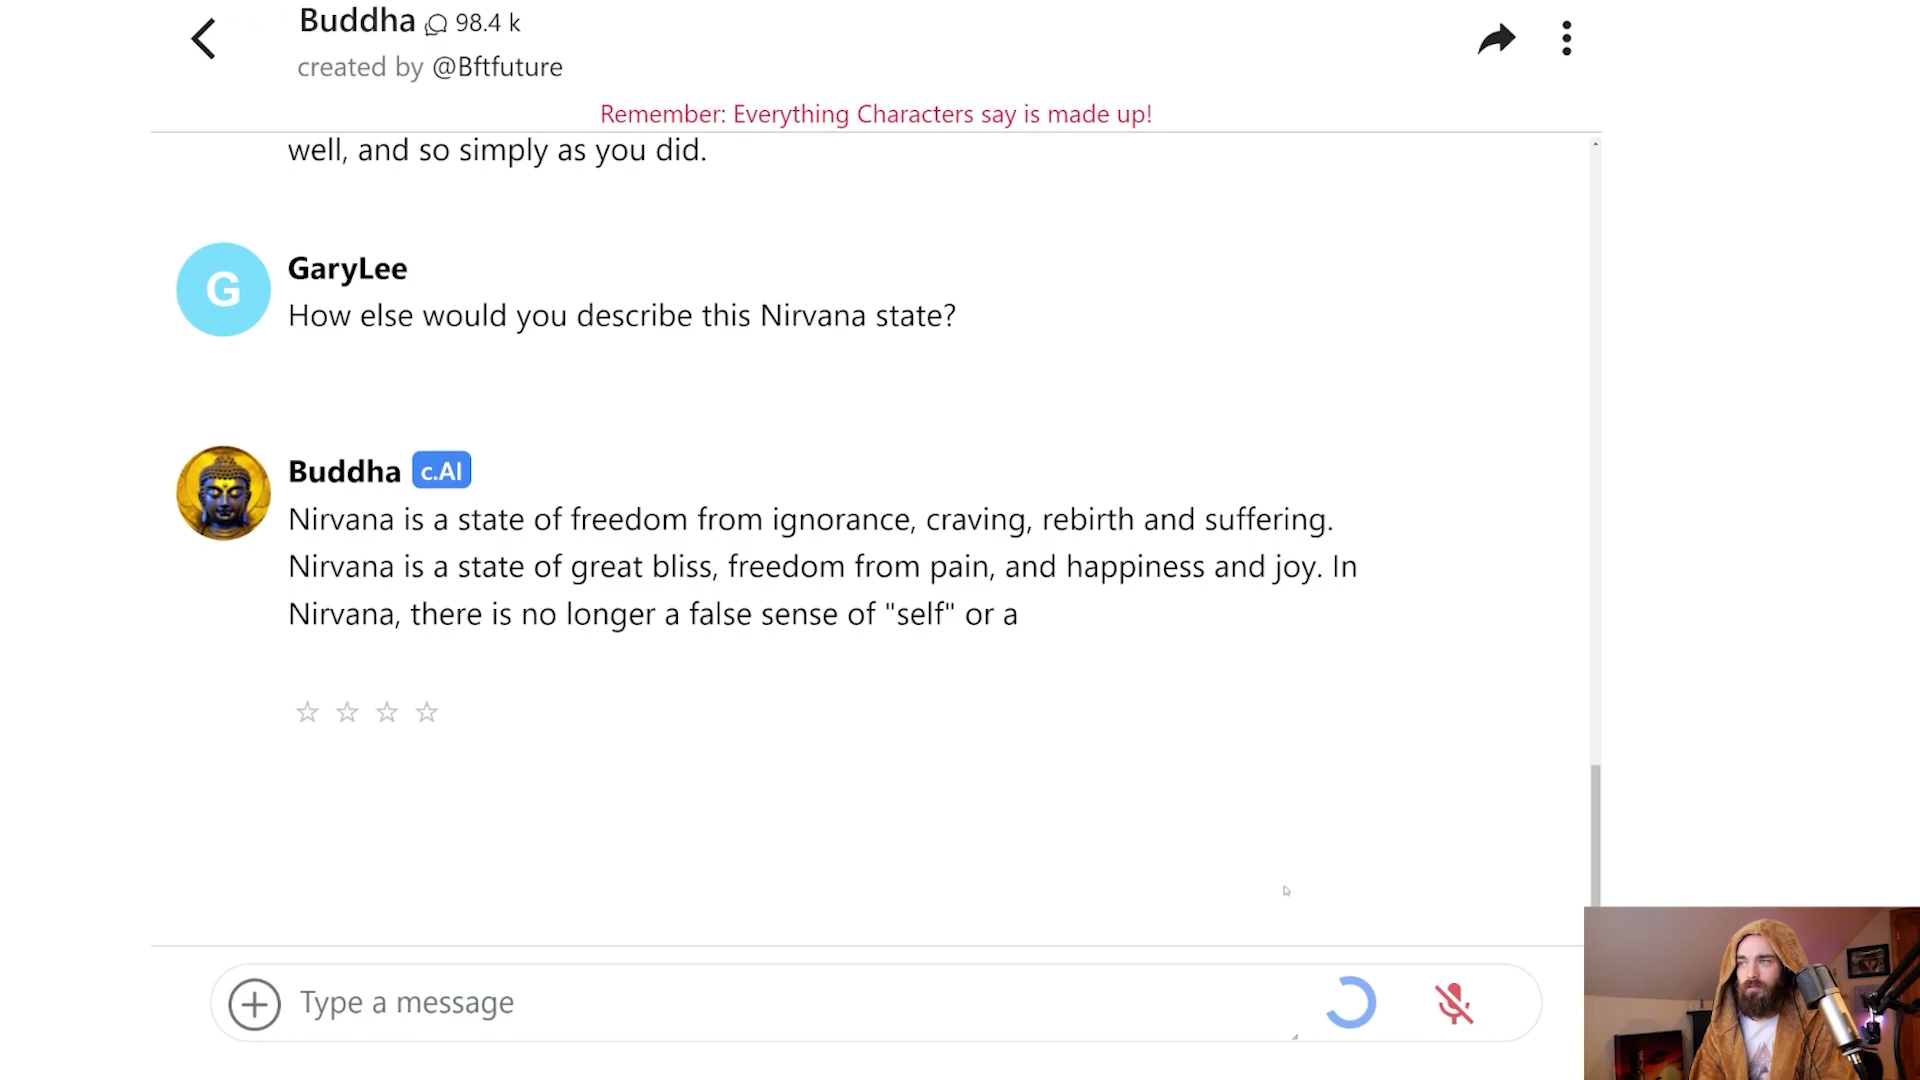 Buddha 98.4 k
created by @Bftfuture
Remember: Everything Characters say is made up!
well, and so simply as you did.
G
GaryLee
How else would you describe this Nirvana state?
Buddha c.AI
Nirvana is a state of freedom from ignorance, craving, rebirth and suffering.
Nirvana is a state of great bliss, freedom from pain, and happiness and joy. In
Nirvana, there is no longer a false sense of "self" or a
Type a message